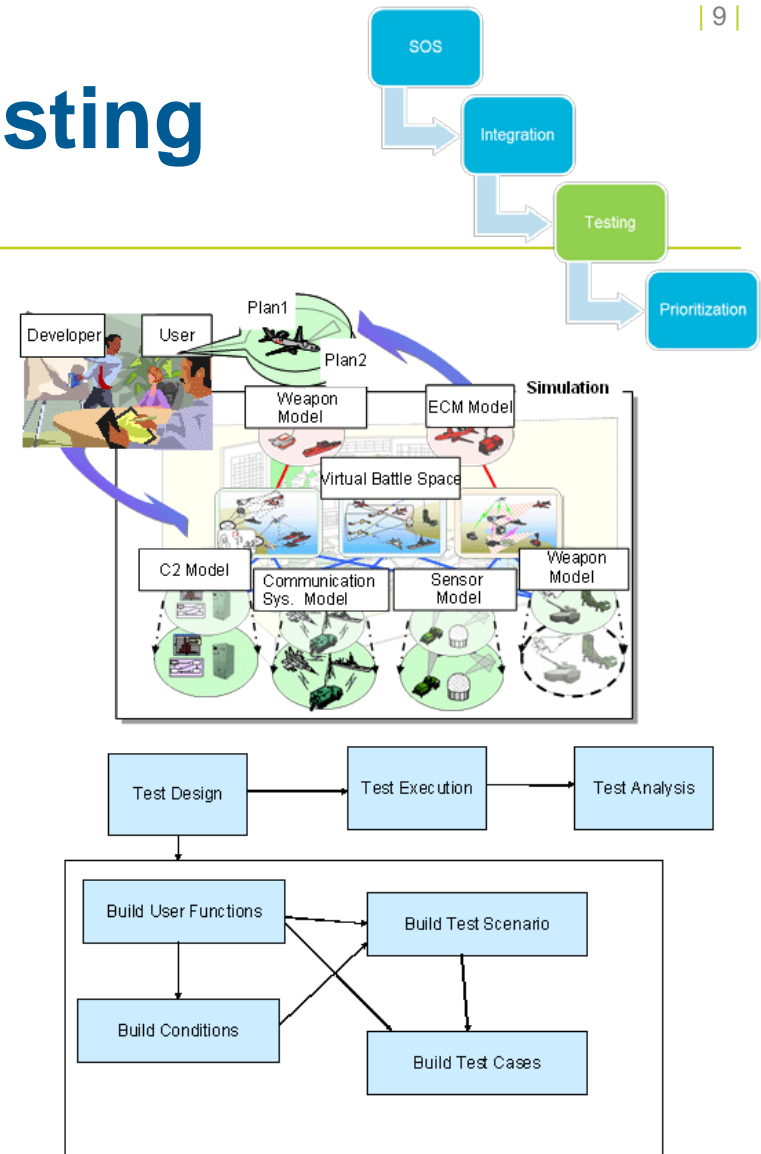 | 9 |
SOS
sting
Integration
Testing
Prioritization
Plan1
Developer
User
Plan2
Simulation
Weapon
Model
ECM Model
Virtual Battle Space
C2 Model
Communication
Sys. Model
Sensor
Model
Weapon
Model
Test Design
Test Execution
Test Analysis
Build User Functions
Build Test Scenario
Build Conditions
Build Test Cases